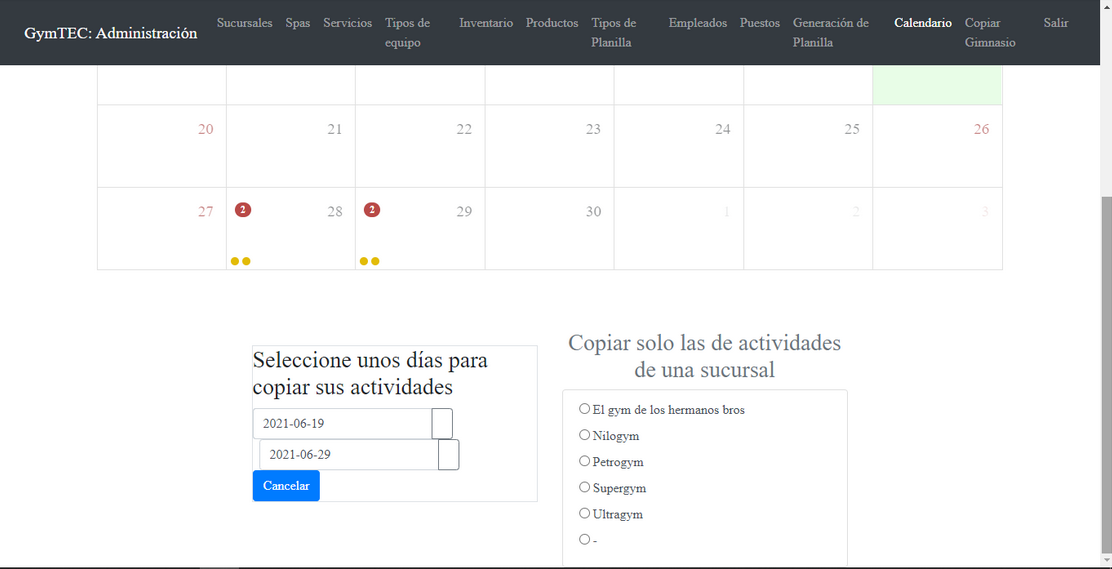 GymTEC: Administración
Sucursales Spas Servicios Tipos de equipo Inventario Productos Tipos de Planilla Empleados Puestos Generación de Planilla Calendario Copiar Gimnasio Salir
20 21 22 23 24 25 26
27 2 28 2 29 30 1 2 3
Seleccione unos días para
copiar sus actividades
2021-06-19
2021-06-29
Cancelar
Copiar solo las de actividades
de una sucursal
El gym de los hermanos bros
Nilogym
Petrogym
Supergym
Ultragym
-